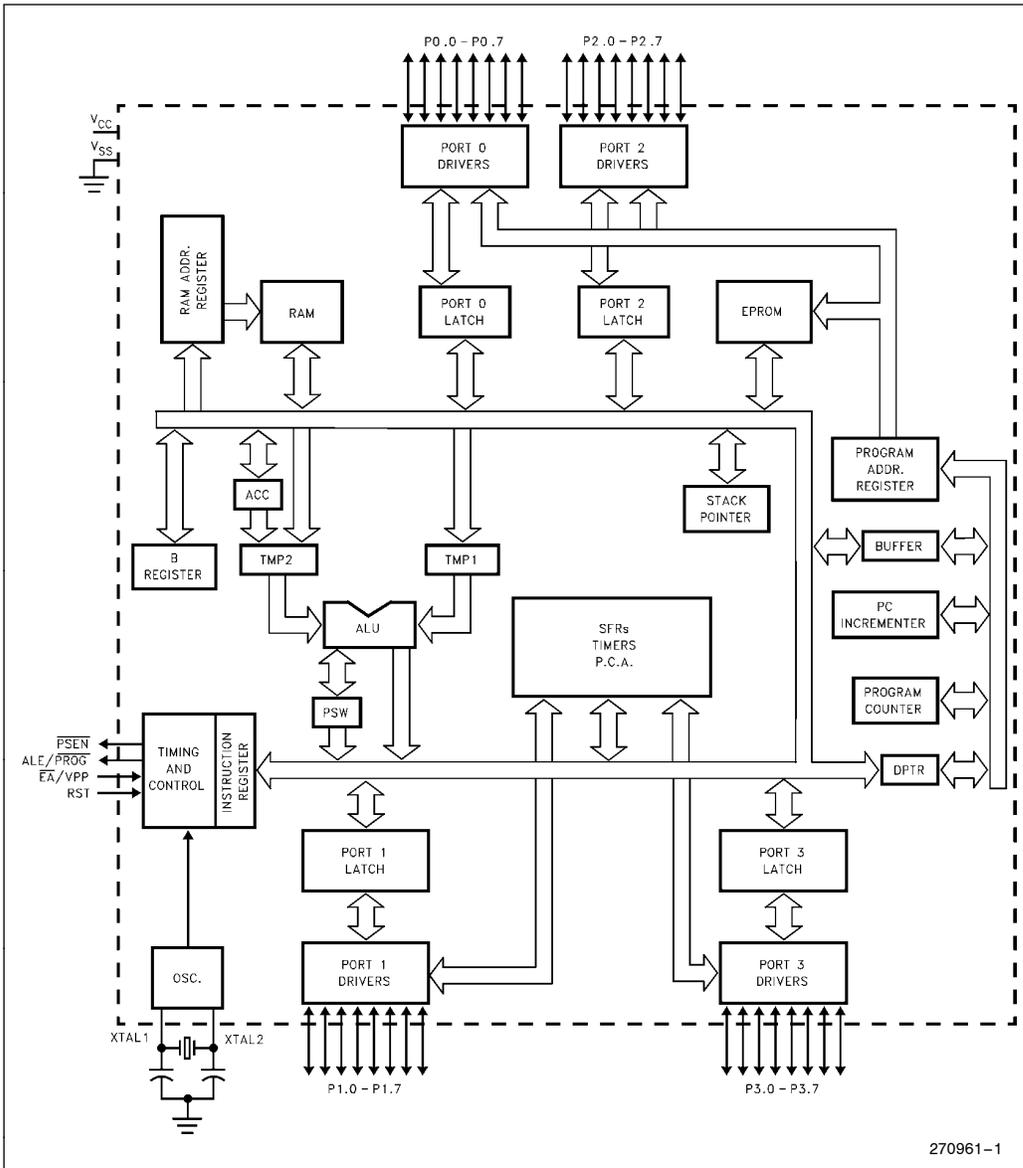 P0.0 – P0.7
P2.0 – P2.7
VCC
VSS
PORT 0
DRIVERS
PORT 2
DRIVERS
RAM ADDR.
REGISTER
RAM
PORT 0
LATCH
PORT 2
LATCH
EPROM
PROGRAM
ADDR.
REGISTER
ACC
STACK
POINTER
B
REGISTER
TMP2
TMP1
BUFFER
ALU
SFRs
TIMERS
P.C.A.
PC
INCREMENTER
PSW
PROGRAM
COUNTER
P̅S̅E̅N̅
ALE/P̅R̅O̅G̅
E̅A̅/VPP
RST
TIMING
AND
CONTROL
INSTRUCTION
REGISTER
DPTR
PORT 1
LATCH
PORT 3
LATCH
OSC.
PORT 1
DRIVERS
PORT 3
DRIVERS
XTAL1
XTAL2
P1.0 – P1.7
P3.0 – P3.7
270961–1